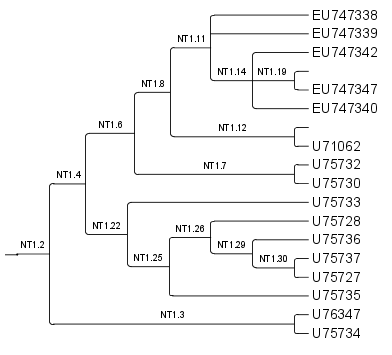 EU747338
NT1.11
EU747339
EU747342
NT1.14
NT1.19
NT1.8
EU747347
EU747340
NT1.6
NT1.12
U71062
NT1.7
U75732
NT1.4
U75730
U75733
NT1.22
U75728
NT1.26
U75736
NT1.2
NT1.29
U75737
NT1.25
NT1.30
U75727
U75735
NT1.3
U76347
U75734